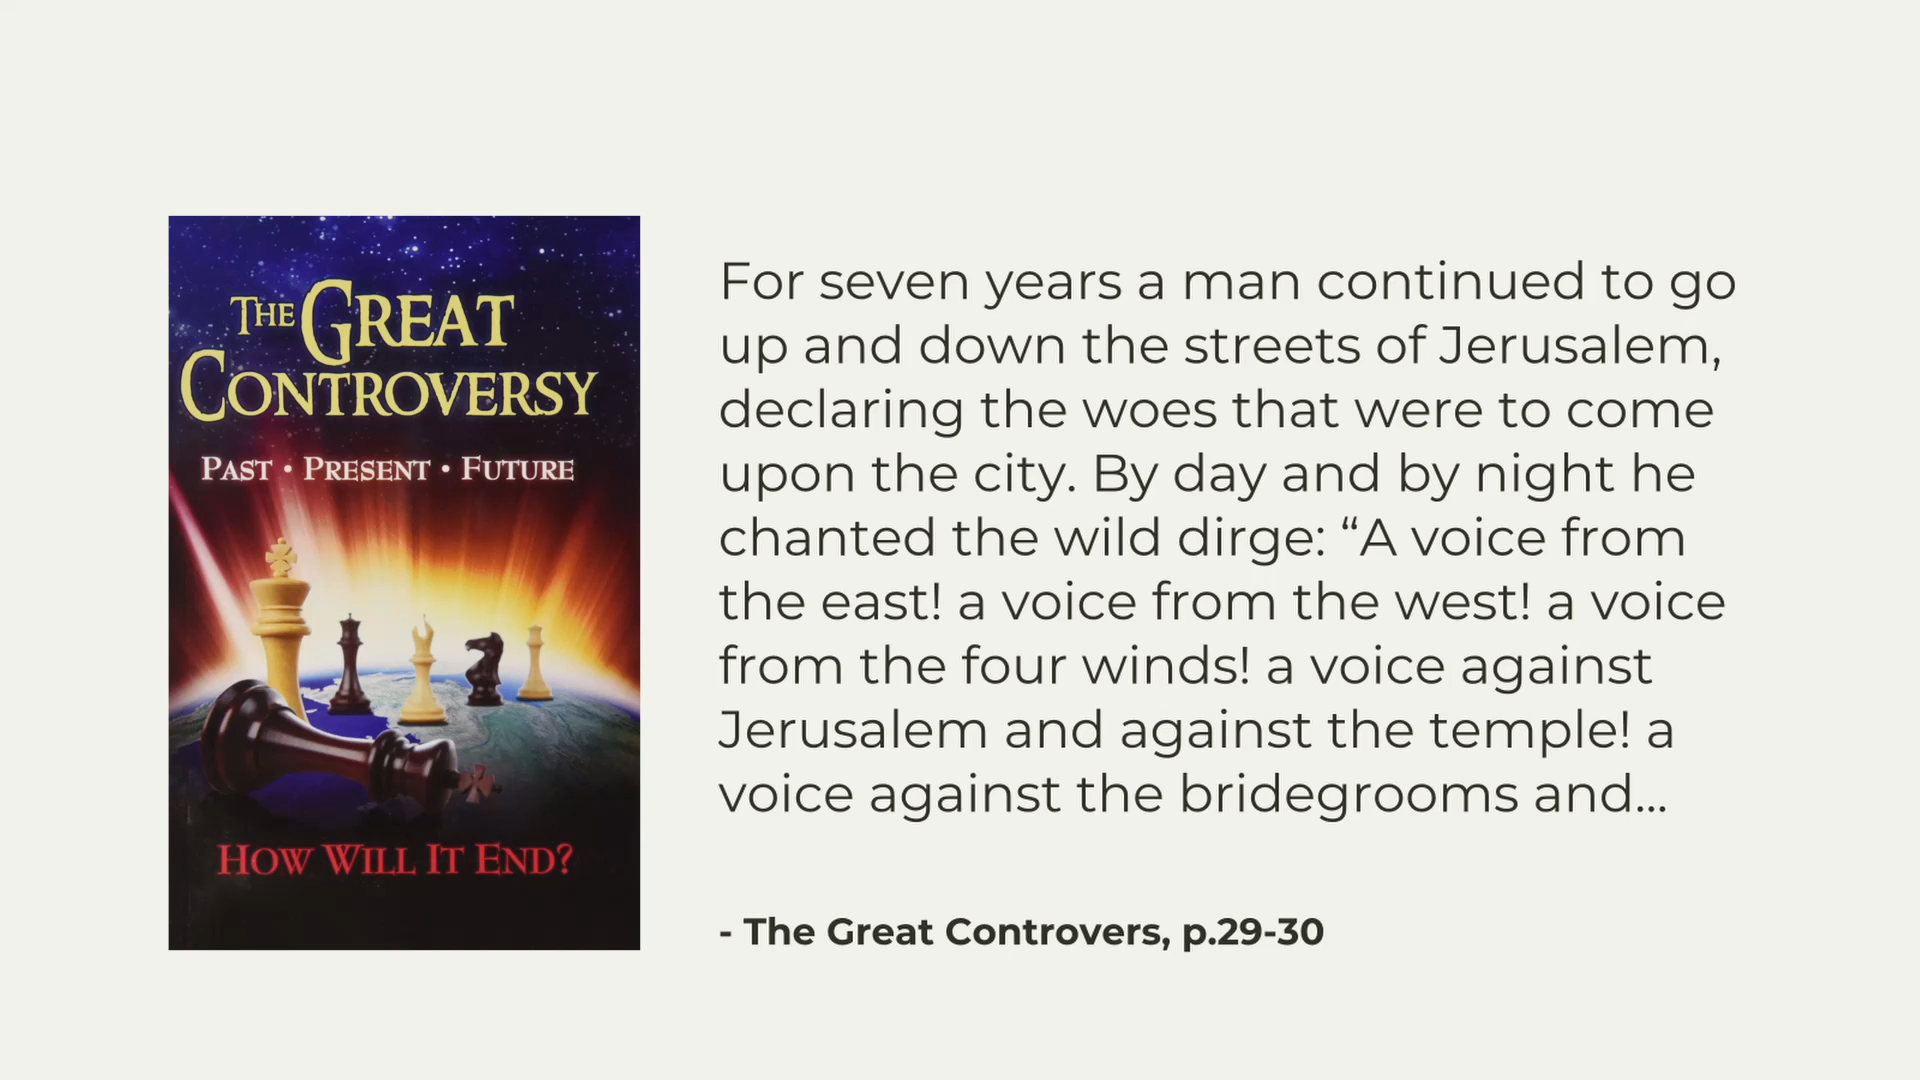 THE GREAT
CONTROVERSY
PAST • PRESENT • FUTURE
HOW WILL IT END?
For seven years a man continued to go
up and down the streets of Jerusalem,
declaring the woes that were to come
upon the city. By day and by night he
chanted the wild dirge: “A voice from
the east! a voice from the west! a voice
from the four winds! a voice against
Jerusalem and against the temple! a
voice against the bridegrooms and...
- The Great Controvers, p.29-30